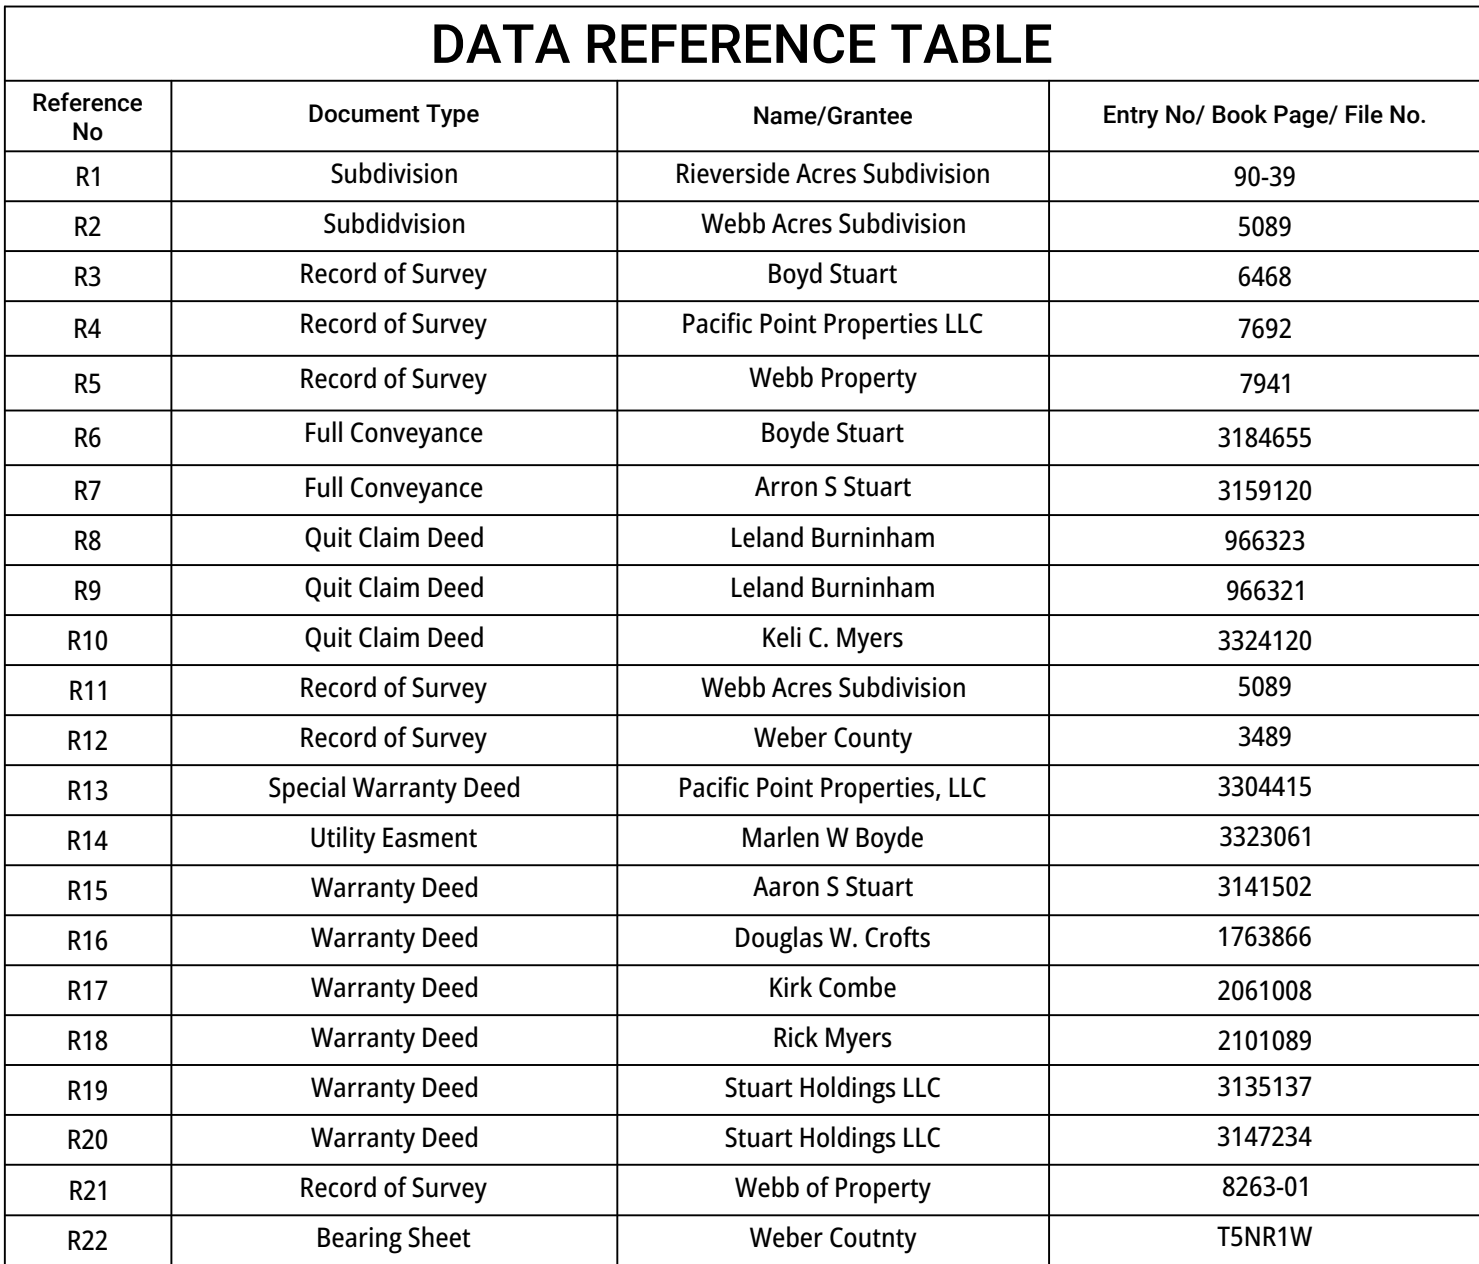 DATA REFERENCE TABLE
Reference No Document Type Name/Grantee Entry No/ Book Page/ File No.
R1 Subdivision Rieverside Acres Subdivision 90-39
R2 Subdidvision Webb Acres Subdivision 5089
R3 Record of Survey Boyd Stuart 6468
R4 Record of Survey Pacific Point Properties LLC 7692
R5 Record of Survey Webb Property 7941
R6 Full Conveyance Boyde Stuart 3184655
R7 Full Conveyance Arron S Stuart 3159120
R8 Quit Claim Deed Leland Burninham 966323
R9 Quit Claim Deed Leland Burninham 966321
R10 Quit Claim Deed Keli C. Myers 3324120
R11 Record of Survey Webb Acres Subdivision 5089
R12 Record of Survey Weber County 3489
R13 Special Warranty Deed Pacific Point Properties, LLC 3304415
R14 Utility Easment Marlen W Boyde 3323061
R15 Warranty Deed Aaron S Stuart 3141502
R16 Warranty Deed Douglas W. Crofts 1763866
R17 Warranty Deed Kirk Combe 2061008
R18 Warranty Deed Rick Myers 2101089
R19 Warranty Deed Stuart Holdings LLC 3135137
R20 Warranty Deed Stuart Holdings LLC 3147234
R21 Record of Survey Webb of Property 8263-01
R22 Bearing Sheet Weber Coutnty T5NR1W